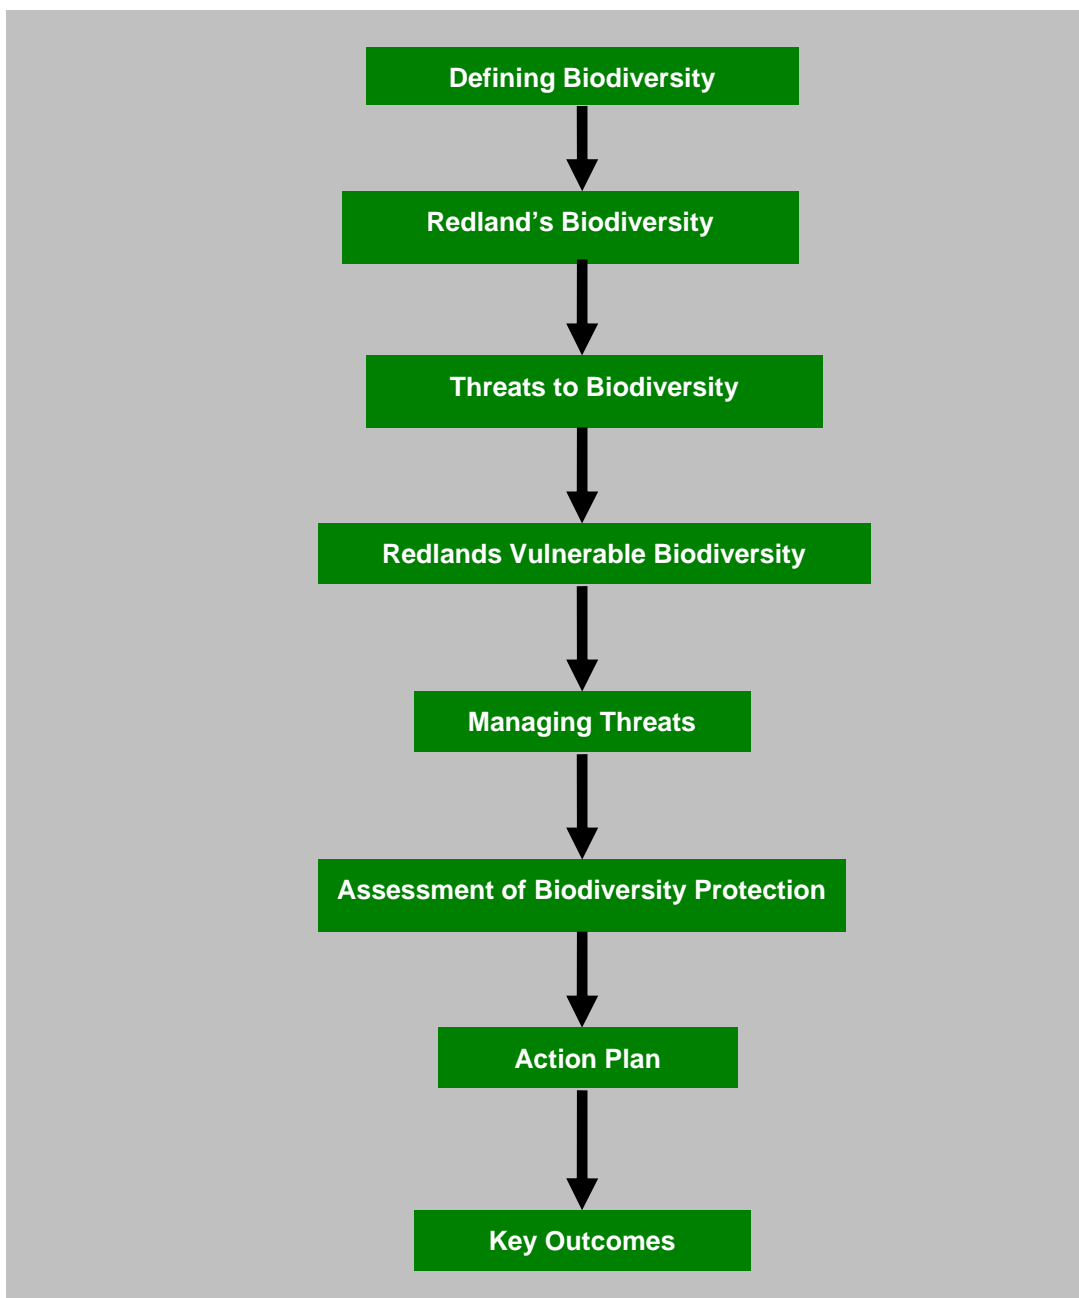 Defining Biodiversity
Redland’s Biodiversity
Threats to Biodiversity
Redlands Vulnerable Biodiversity
Managing Threats
Assessment of Biodiversity Protection
Action Plan
Key Outcomes